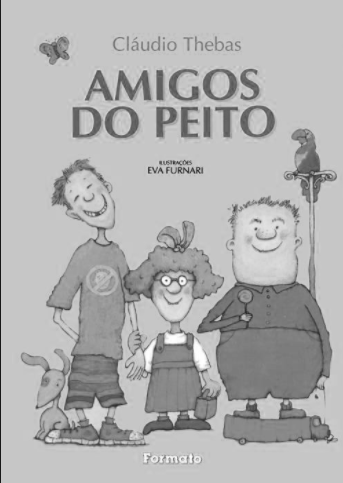 Cláudio Thebas
AMIGOS
DO PEITO
ILUSTRAÇÕES
EVA FURNARI
Formato